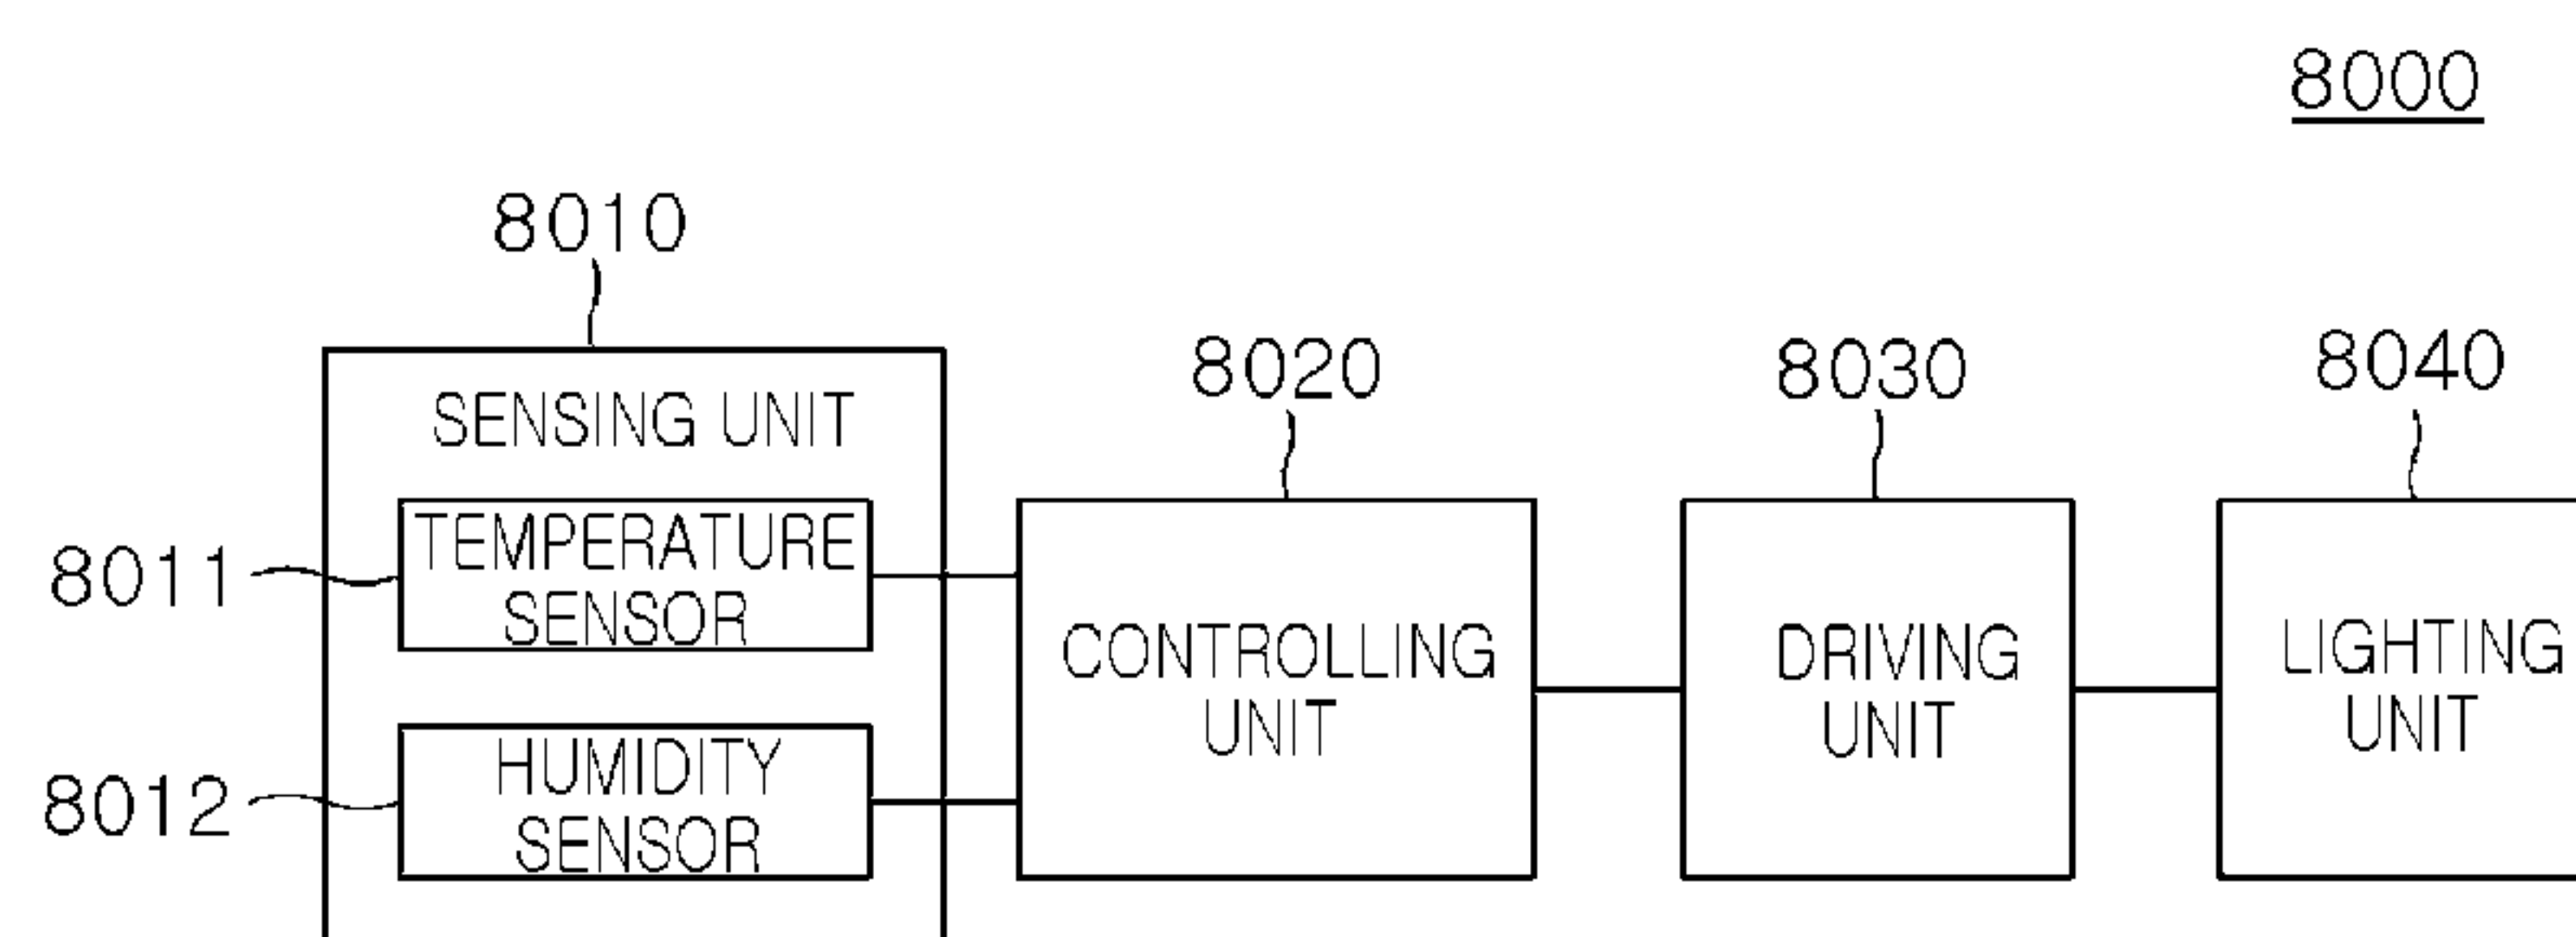 8000
8010
8020
8030
8040
SENSING UNIT
8011
TEMPERATURE
SENSOR
8012
HUMIDITY
SENSOR
CONTROLLING
UNIT
DRIVING
UNIT
LIGHTING
UNIT